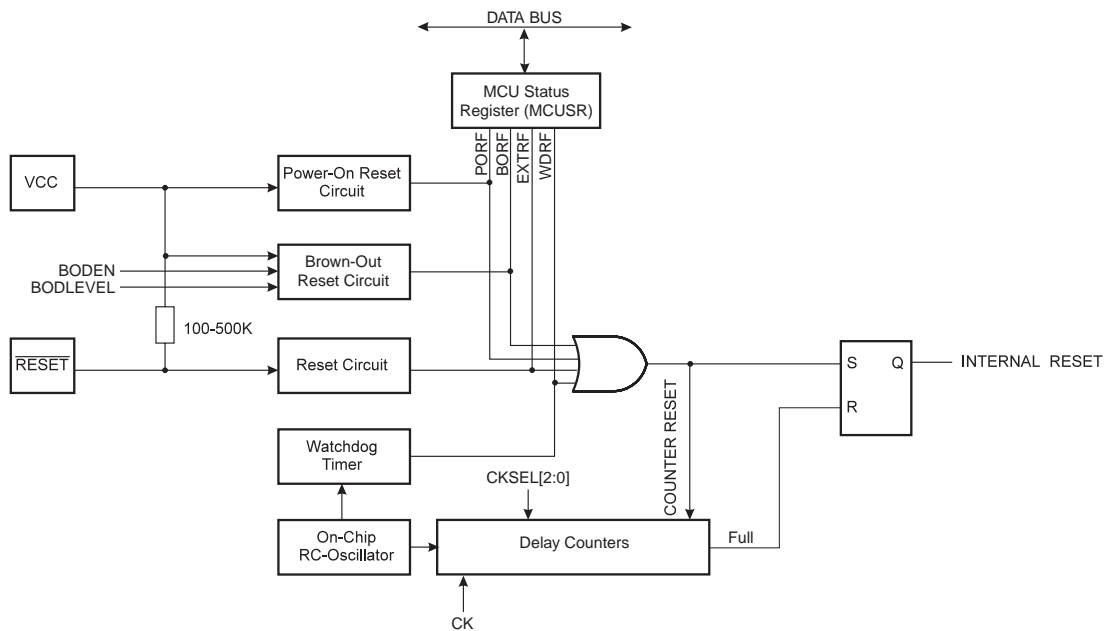 DATA BUS
MCU Status
Register (MCUSR)
PORF
BORF
EXTRF
WDRF
VCC
Power-On Reset
Circuit
BODEN
BODLEVEL
Brown-Out
Reset Circuit
100-500K
RESET
Reset Circuit
S
Q
INTERNAL RESET
R
COUNTER RESET
Watchdog
Timer
CKSEL[2:0]
On-Chip
RC-Oscillator
Delay Counters
Full
CK